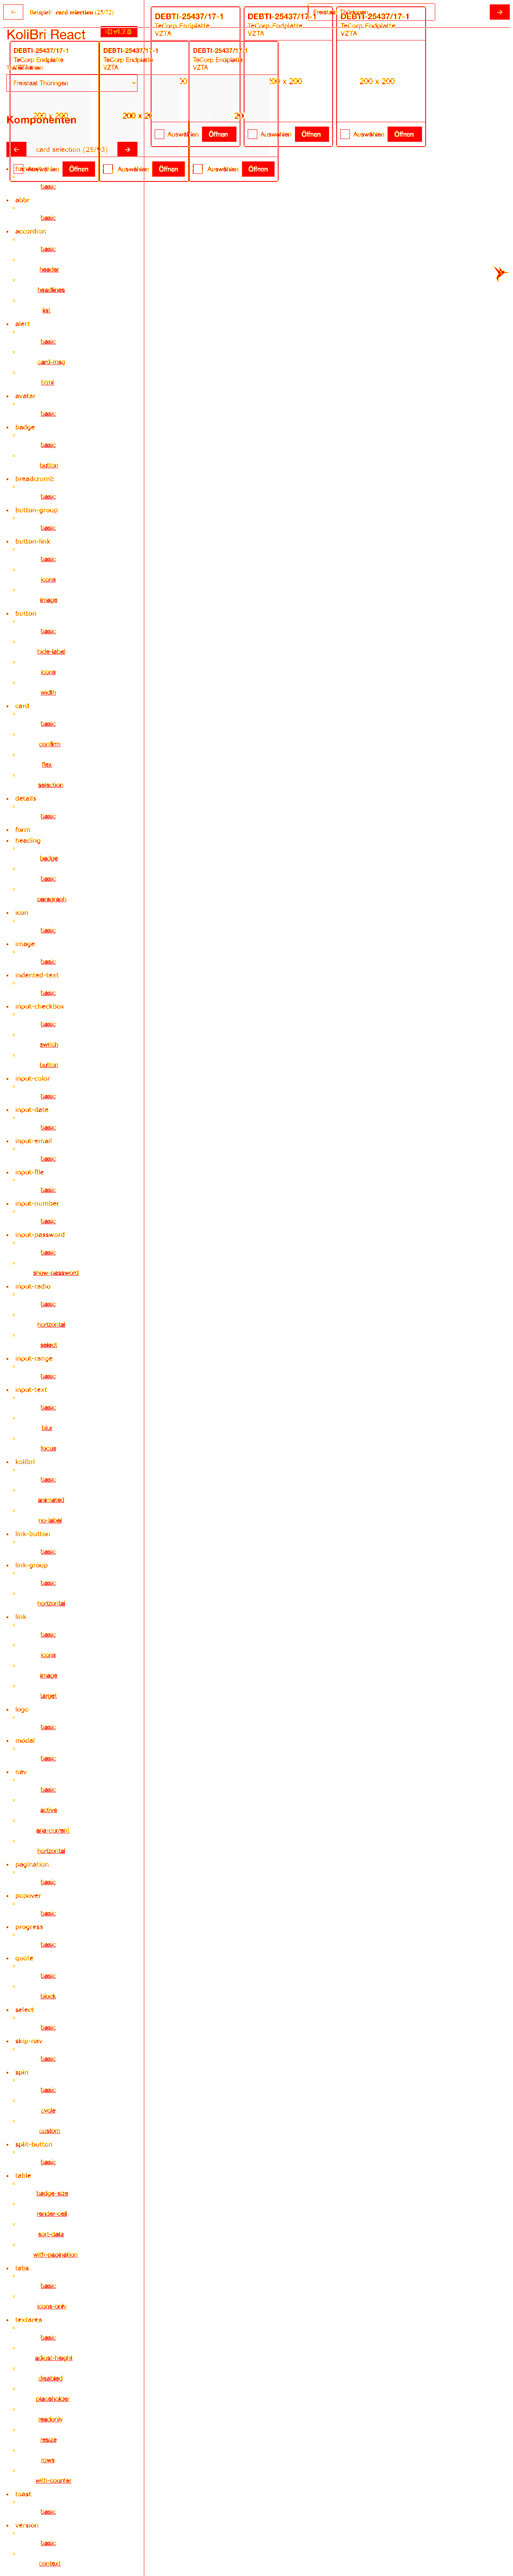 Beispiel: card selection (25/72)
Freistaat Thüringen
KoliBri React
v1.7.0
DEBTI-25437/17-1
TeCorp Endplatte
VZTA
200 x 200
Auswählen
Öffnen
DEBTI-25437/17-1
TeCorp Endplatte
VZTA
200 x 200
Auswählen
Öffnen
DEBTI-25437/17-1
TeCorp Endplatte
VZTA
200 x 200
Auswählen
Öffnen
DEBTI-25437/17-1
TeCorp Endplatte
VZTA
200 x 200
Auswählen
Öffnen
DEBTI-25437/17-1
TeCorp Endplatte
VZTA
200 x 200
Auswählen
Öffnen
DEBTI-25437/17-1
TeCorp Endplatte
VZTA
Auswählen
Öffnen
Freistaat Thüringen
Komponenten
card selection (25/93)
basic
abbr
basic
accordion
basic
header
headlines
list
alert
basic
card-msg
html
avatar
basic
badge
basic
button
breadcrumb
basic
button-group
basic
button-link
basic
icons
image
button
basic
hide-label
icons
width
card
basic
confirm
flex
selection
details
basic
form
heading
badge
basic
paragraph
icon
basic
image
basic
indented-text
basic
input-checkbox
basic
switch
button
input-color
basic
input-date
basic
input-email
basic
input-file
basic
input-number
basic
input-password
basic
show-password
input-radio
basic
horizontal
select
input-range
basic
input-text
basic
blur
focus
kolibri
basic
animated
no-label
link-button
basic
link-group
basic
horizontal
link
basic
icons
image
target
logo
basic
modal
basic
nav
basic
active
aria-current
horizontal
pagination
basic
popover
basic
progress
basic
quote
basic
block
select
basic
skip-nav
basic
spin
basic
cycle
custom
split-button
basic
table
badge-size
render-cell
sort-data
with-pagination
tabs
basic
icons-only
textarea
basic
adjust-height
disabled
placeholder
readonly
resize
rows
with-counter
toast
basic
version
basic
context